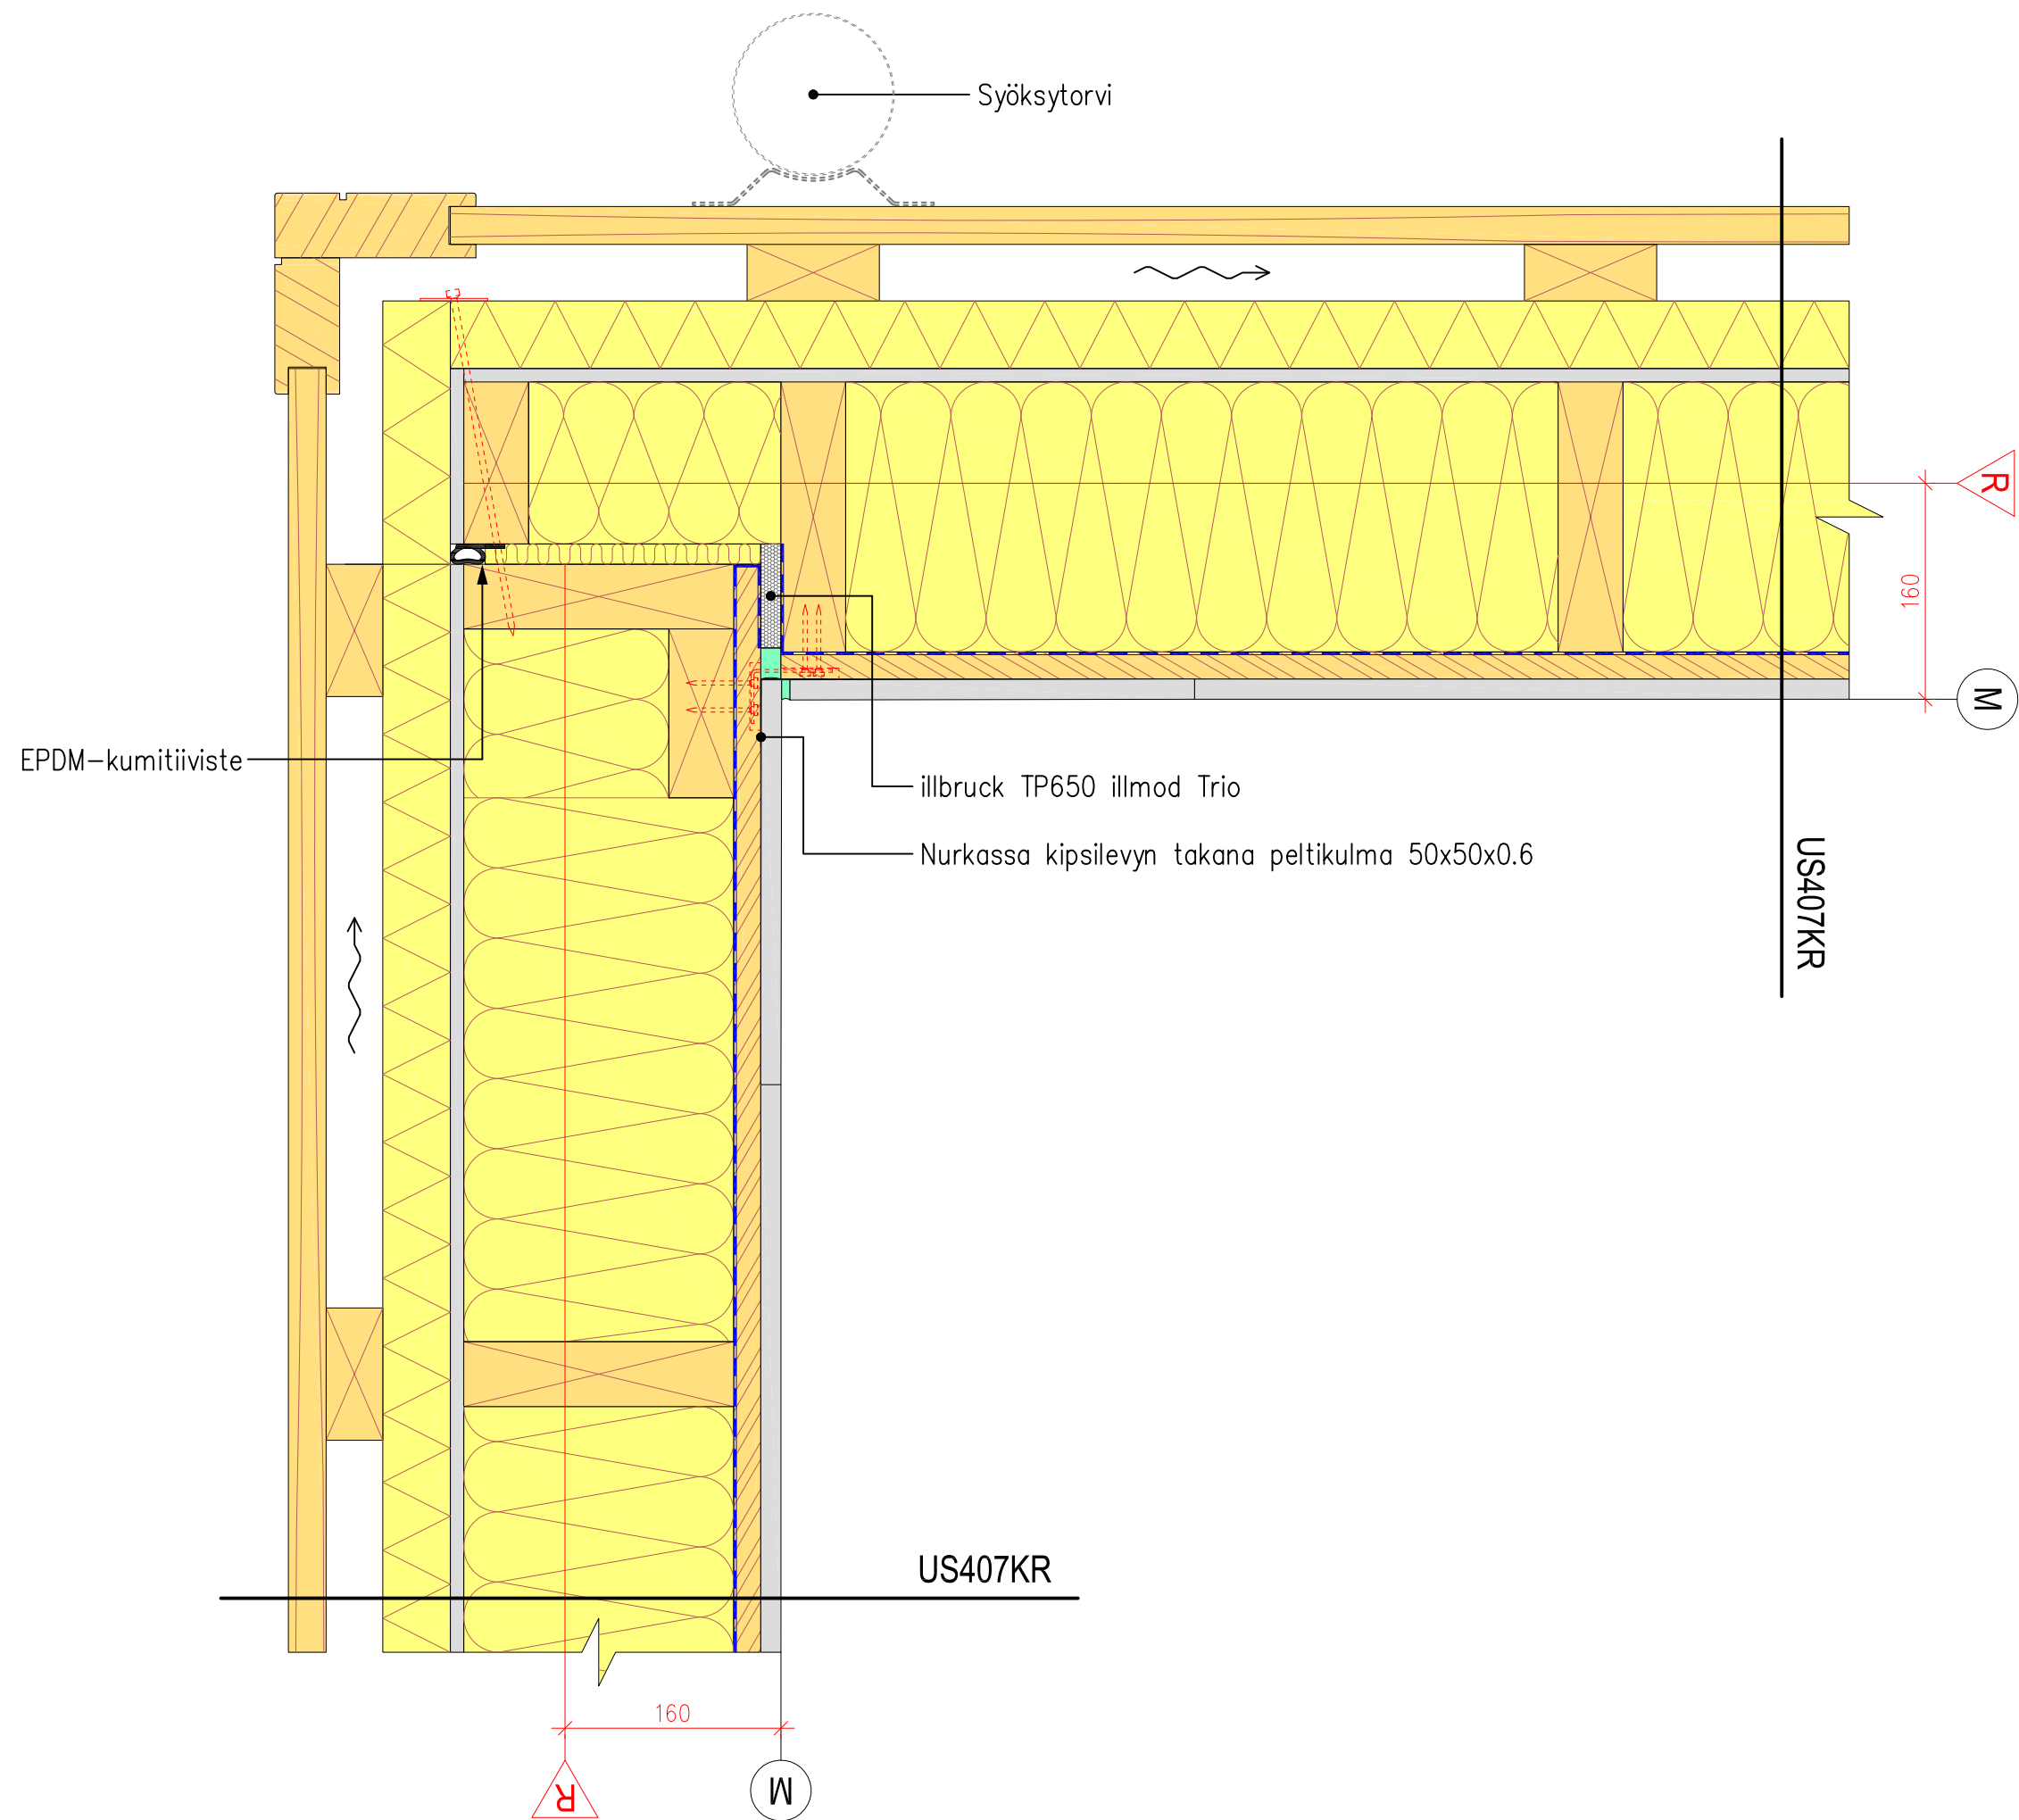 Syöksytorvi
R
160
M
EPDM-kumitiiviste
illbruck TP650 illmod Trio
Nurkassa kipsilevyn takana peltikulma 50x50x0.6
US407KR
US407KR
160
R
M